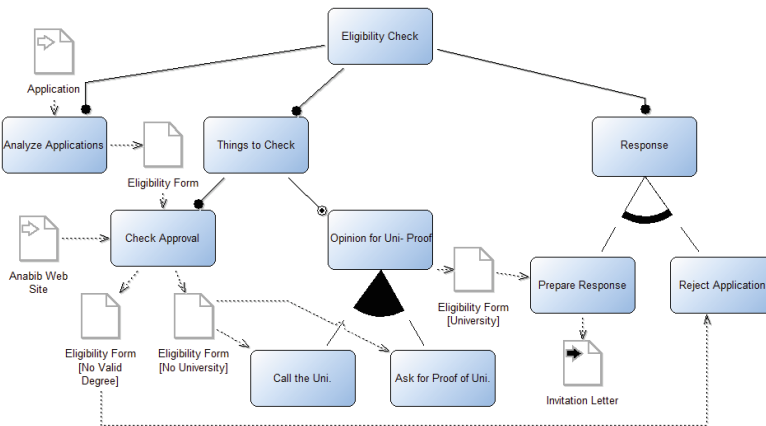 Eligibility Check
Application
Analyze Applications
Things to Check
Response
Eligibility Form
Check Approval
Opinion for Uni- Proof
Anabib Web
Site
Eligibility Form
[University]
Prepare Response
Reject Application
Eligibility Form
[No Valid
Degree]
Eligibility Form
[No University]
Call the Uni.
Ask for Proof of Uni.
Invitation Letter